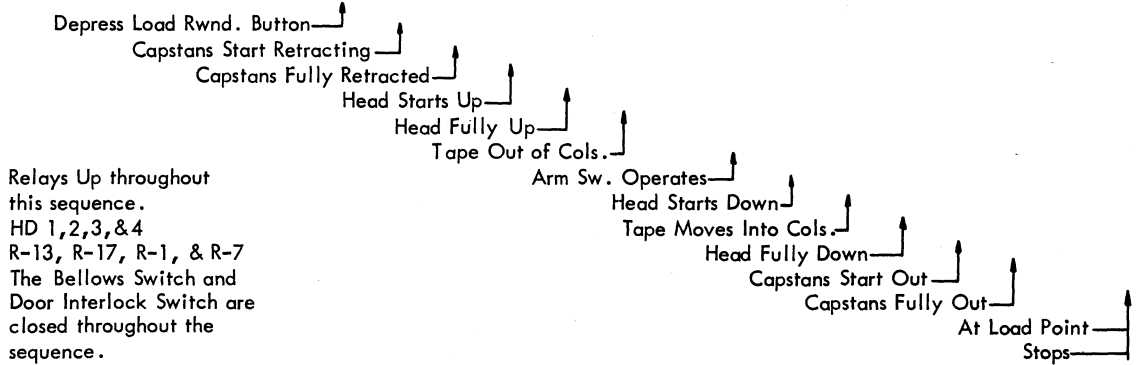 Depress Load Rwnd. Button
Capstans Start Retracting
Capstans Fully Retracted
Head Starts Up
Head Fully Up
Tape Out of Cols.
Arm Sw. Operates
Head Starts Down
Tape Moves Into Cols.
Head Fully Down
Capstans Start Out
Capstans Fully Out
At Load Point
Stops
Relays Up throughout
this sequence.
HD 1,2,3,&4
R-13, R-17, R-1, & R-7
The Bellows Switch and
Door Interlock Switch are
closed throughout the
sequence.